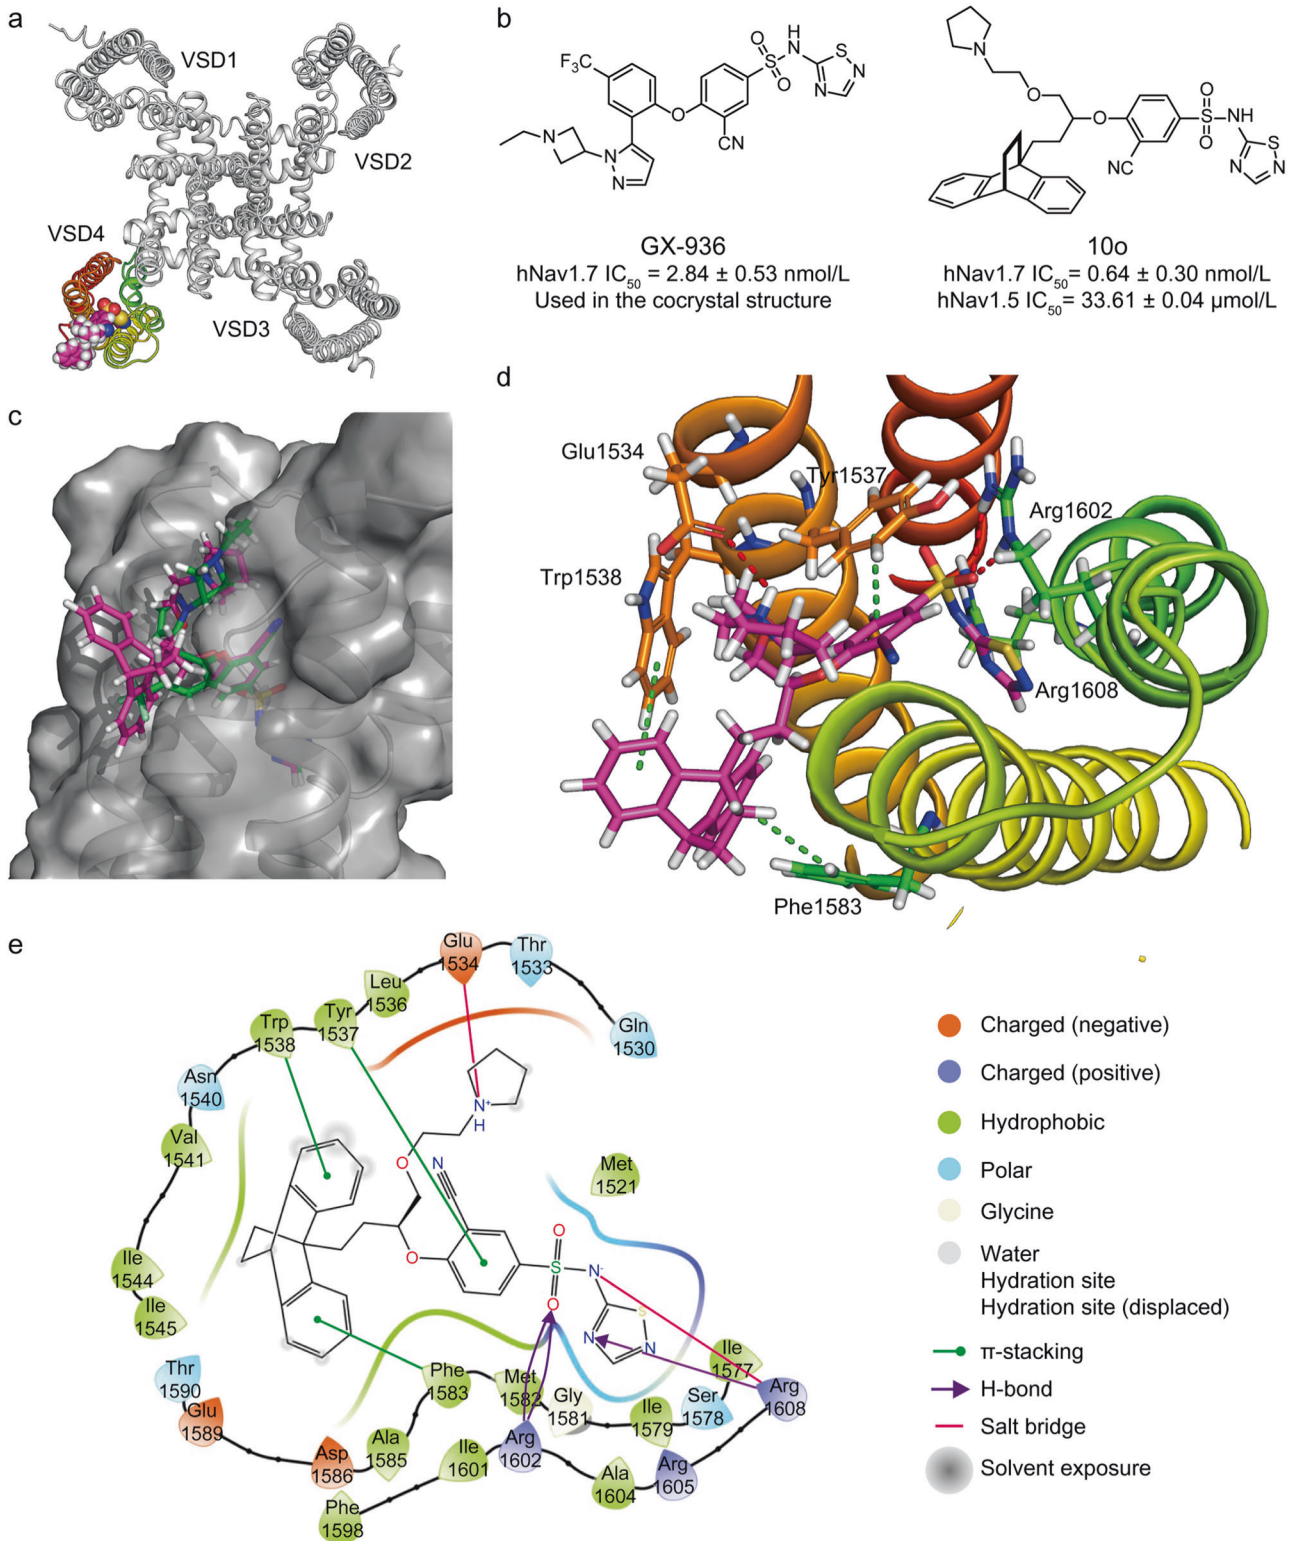 a
VSD1
VSD2
VSD4
VSD3
b
F₃C
O
S
O
H
N
S
N
N
O
CN
N
N
N
GX-936
hNav1.7 IC₅₀ = 2.84 ± 0.53 nmol/L
Used in the cocrystal structure
N
O
O
O
S
O
NH
CN
N
S
N
10o
hNav1.7 IC₅₀= 0.64 ± 0.30 nmol/L
hNav1.5 IC₅₀= 33.61 ± 0.04 μmol/L
c
d
Glu1534
Tyr1537
Arg1602
Trp1538
Arg1608
Phe1583
e
Glu
1534
Thr
1533
Leu
1536
Tyr
1537
Trp
1538
Gln
1530
Asn
1540
Val
1541
N⁺
H
O
N
Met
1521
O
O
S
N⁻
O
S
N
N
Ile
1544
Ile
1545
Thr
1590
Glu
1589
Asp
1586
Ala
1585
Phe
1583
Met
1582
Gly
1581
Ile
1579
Ser
1578
Ile
1577
Arg
1608
Arg
1605
Ala
1604
Arg
1602
Ile
1601
Phe
1598
Charged (negative)
Charged (positive)
Hydrophobic
Polar
Glycine
Water
Hydration site
Hydration site (displaced)
π-stacking
H-bond
Salt bridge
Solvent exposure